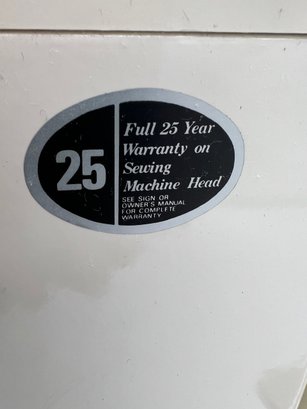 25
Full 25 Year
Warranty on
Sewing
Machine Head
SEE SIGN OR
OWNER'S MANUAL
FOR COMPLETE
WARRANTY